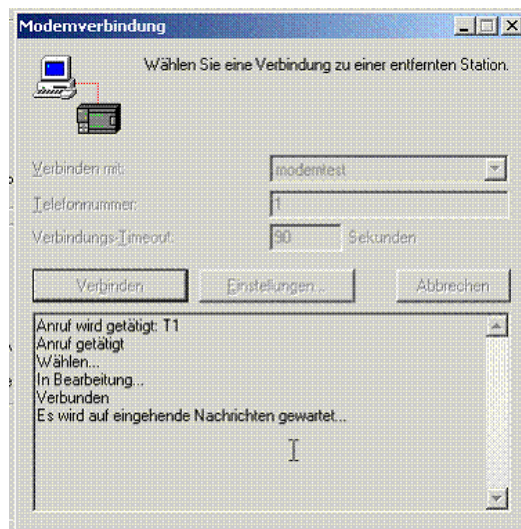 Modemverbindung
Wählen Sie eine Verbindung zu einer entfernten Station.
Verbinden mit: modemtest
Telefonnummer: 1
Verbindungs-Timeout: 90 Sekunden
Verbinden Einstellungen... Abbrechen
Anruf wird getätigt: T1
Anruf getätigt
Wählen...
In Bearbeitung...
Verbunden
Es wird auf eingehende Nachrichten gewartet...